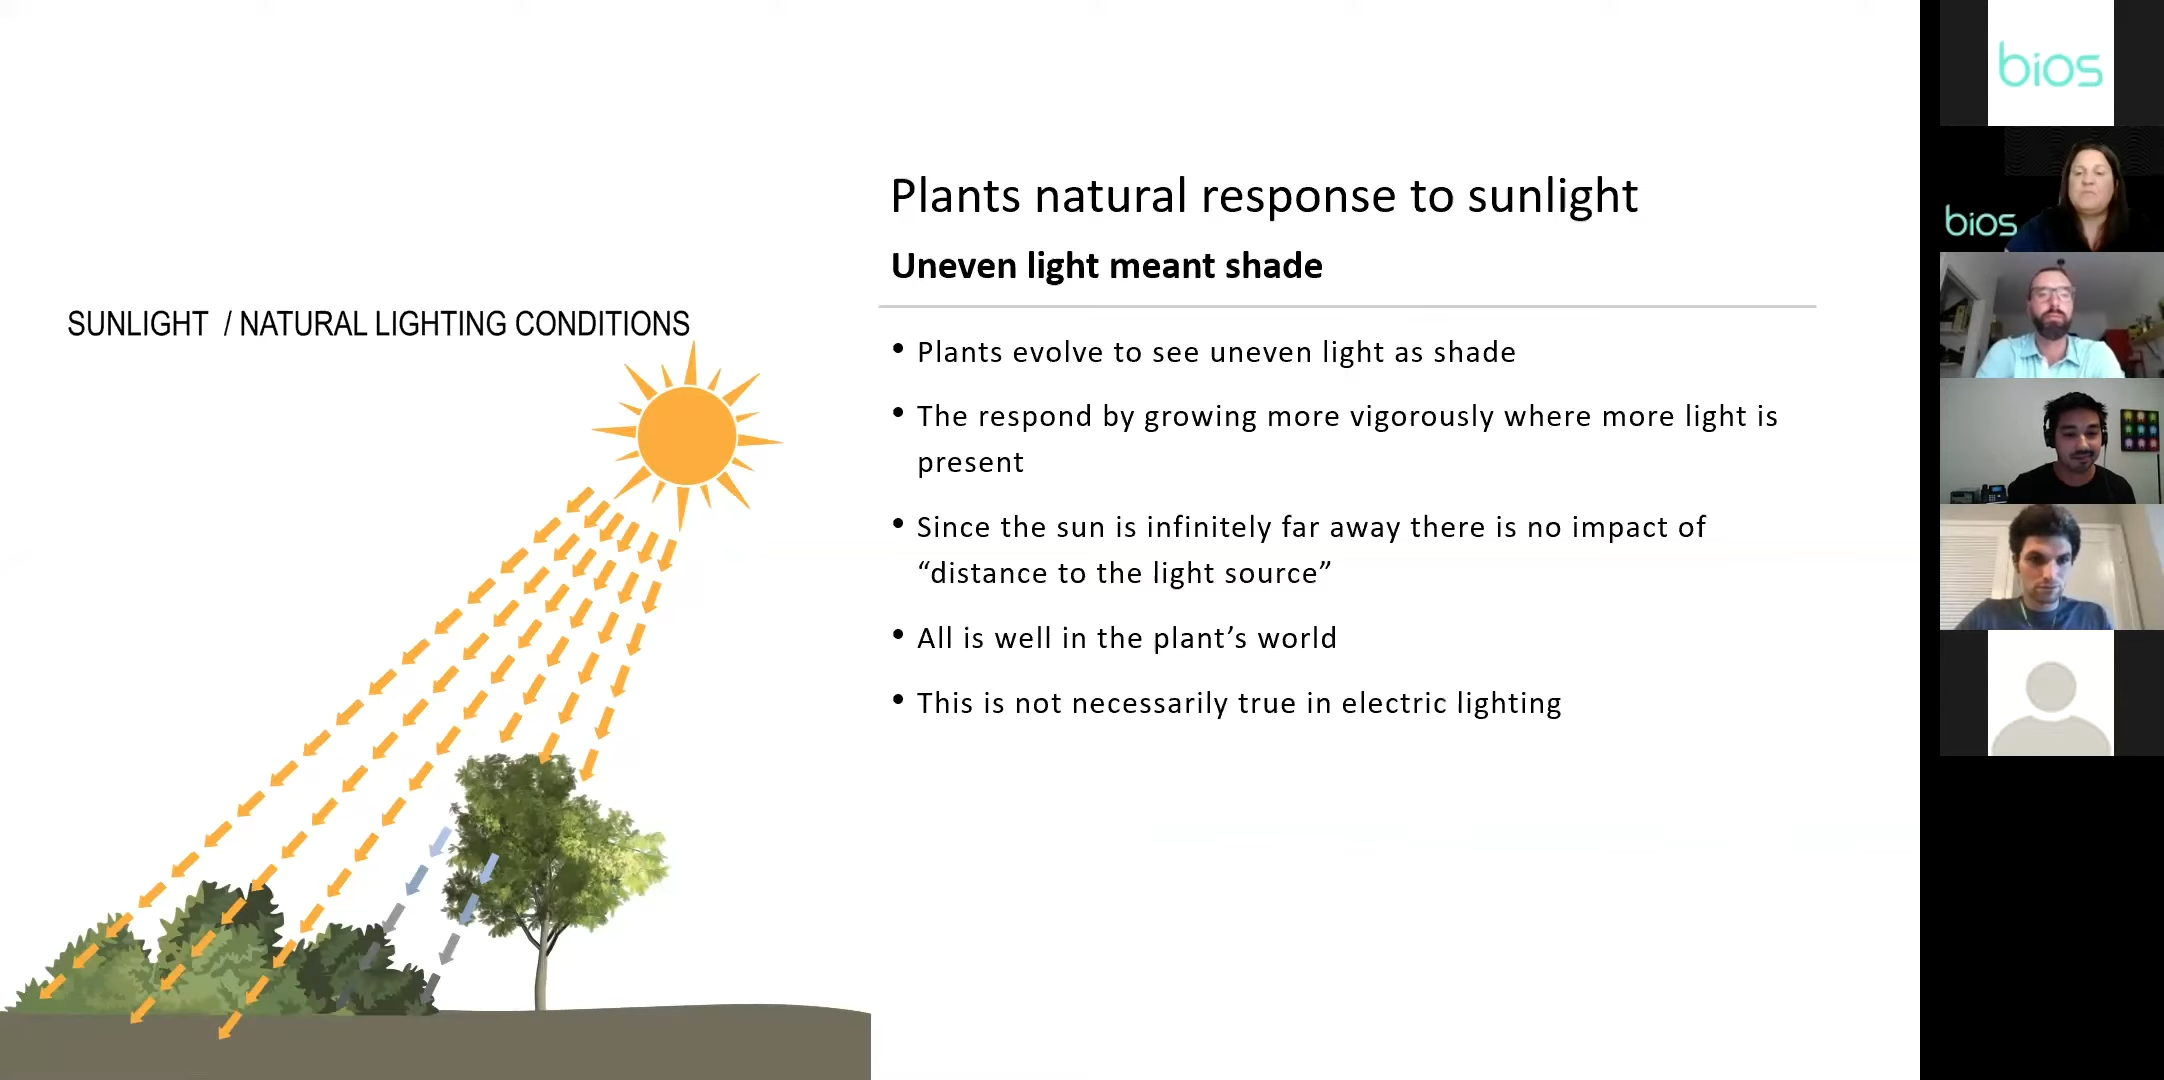 SUNLIGHT / NATURAL LIGHTING CONDITIONS
Plants natural response to sunlight
Uneven light meant shade
• Plants evolve to see uneven light as shade
• The respond by growing more vigorously where more light is
present
• Since the sun is infinitely far away there is no impact of
“distance to the light source”
• All is well in the plant’s world
• This is not necessarily true in electric lighting
bios
bios